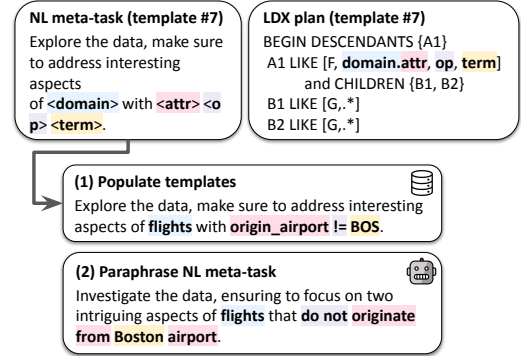 NL meta-task (template #7)
Explore the data, make sure
to address interesting
aspects
of <domain> with <attr> <o
p> <term>.
LDX plan (template #7)
BEGIN DESCENDANTS {A1}
A1 LIKE [F, domain.attr, op, term]
and CHILDREN {B1, B2}
B1 LIKE [G,.*]
B2 LIKE [G,.*]
(1) Populate templates
Explore the data, make sure to address interesting
aspects of flights with origin_airport != BOS.
(2) Paraphrase NL meta-task
Investigate the data, ensuring to focus on two
intriguing aspects of flights that do not originate
from Boston airport.